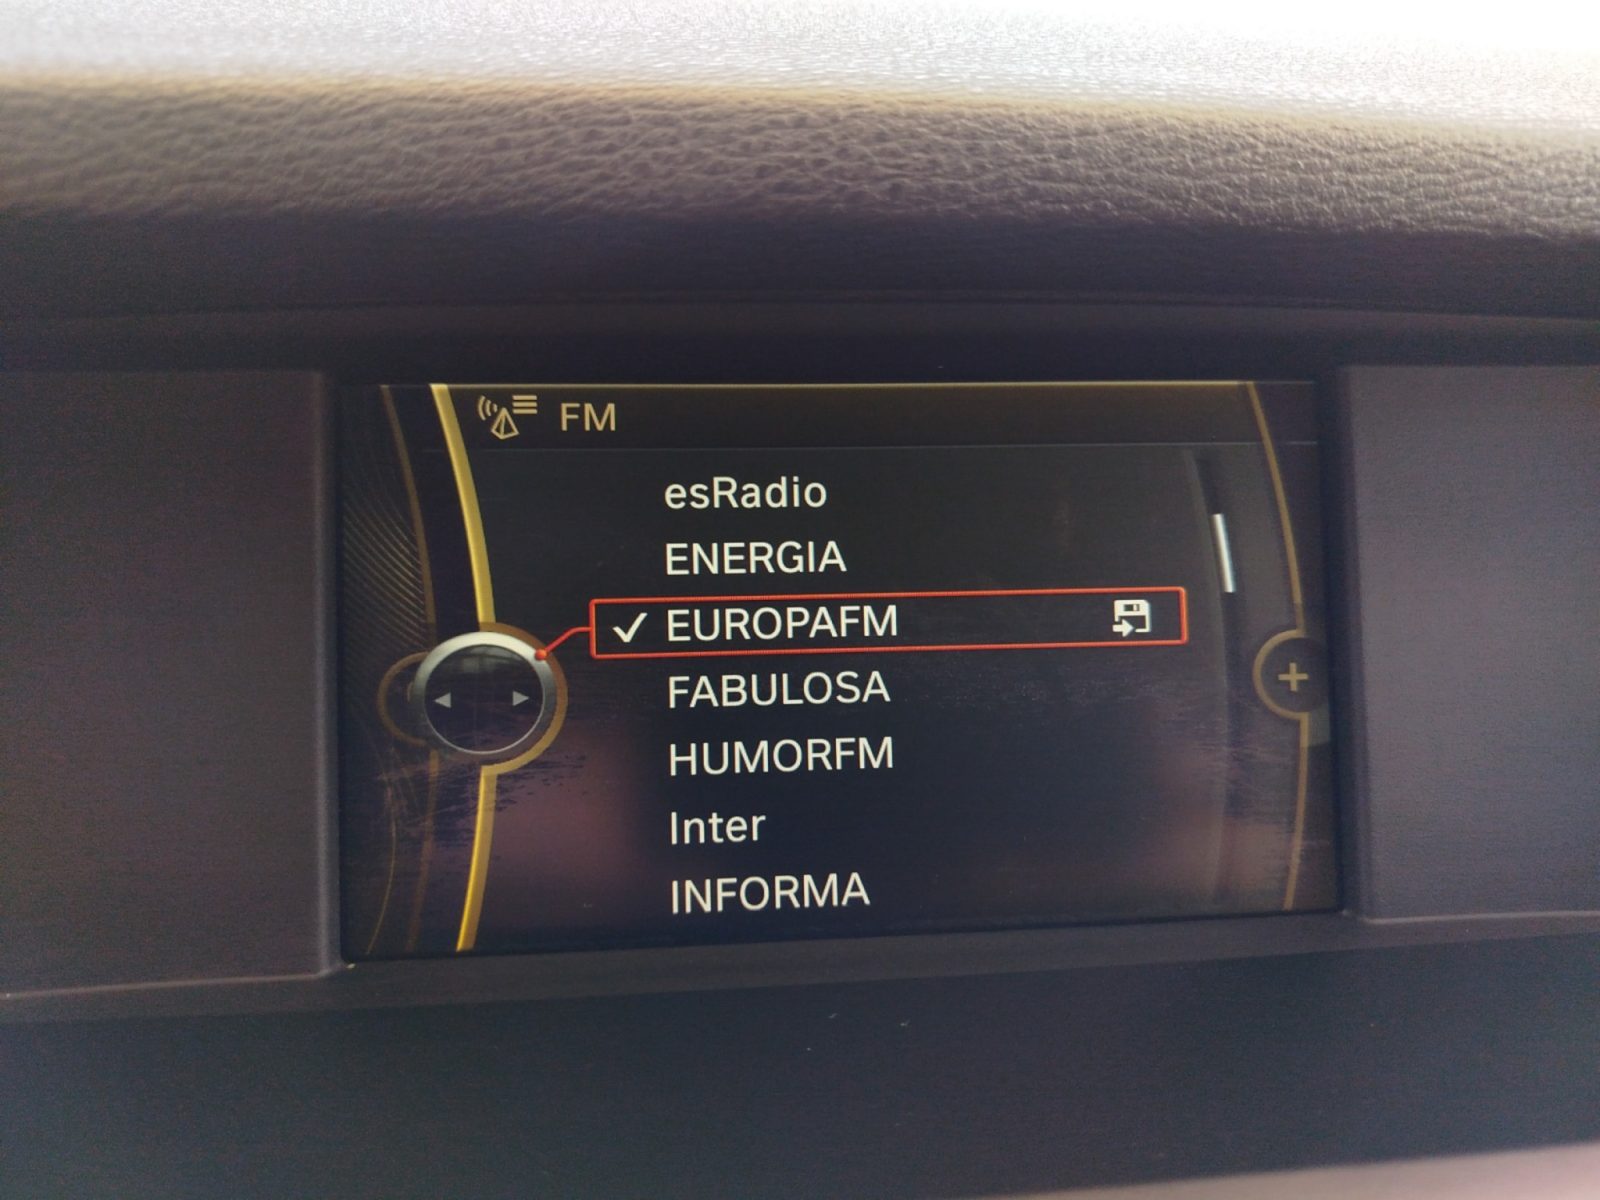 FM
esRadio
ENERGIA
EUROPAFM
FABULOSA
HUMORFM
Inter
INFORMA